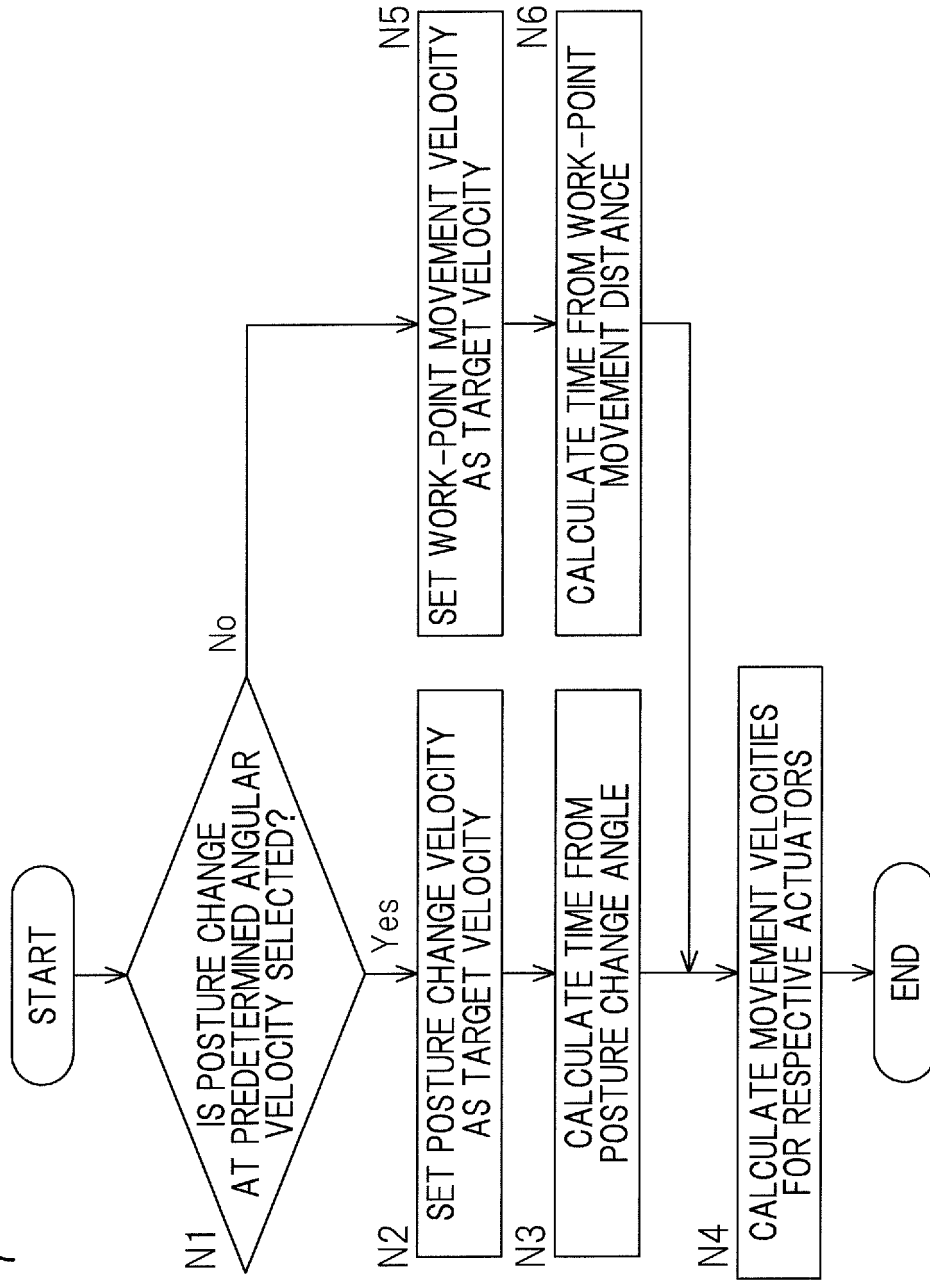 START
N1
IS POSTURE CHANGE
AT PREDETERMINED ANGULAR
VELOCITY SELECTED?
No
Yes
N2
SET POSTURE CHANGE VELOCITY
AS TARGET VELOCITY
N3
CALCULATE TIME FROM
POSTURE CHANGE ANGLE
N5
SET WORK-POINT MOVEMENT VELOCITY
AS TARGET VELOCITY
N6
CALCULATE TIME FROM WORK-POINT
MOVEMENT DISTANCE
N4
CALCULATE MOVEMENT VELOCITIES
FOR RESPECTIVE ACTUATORS
END